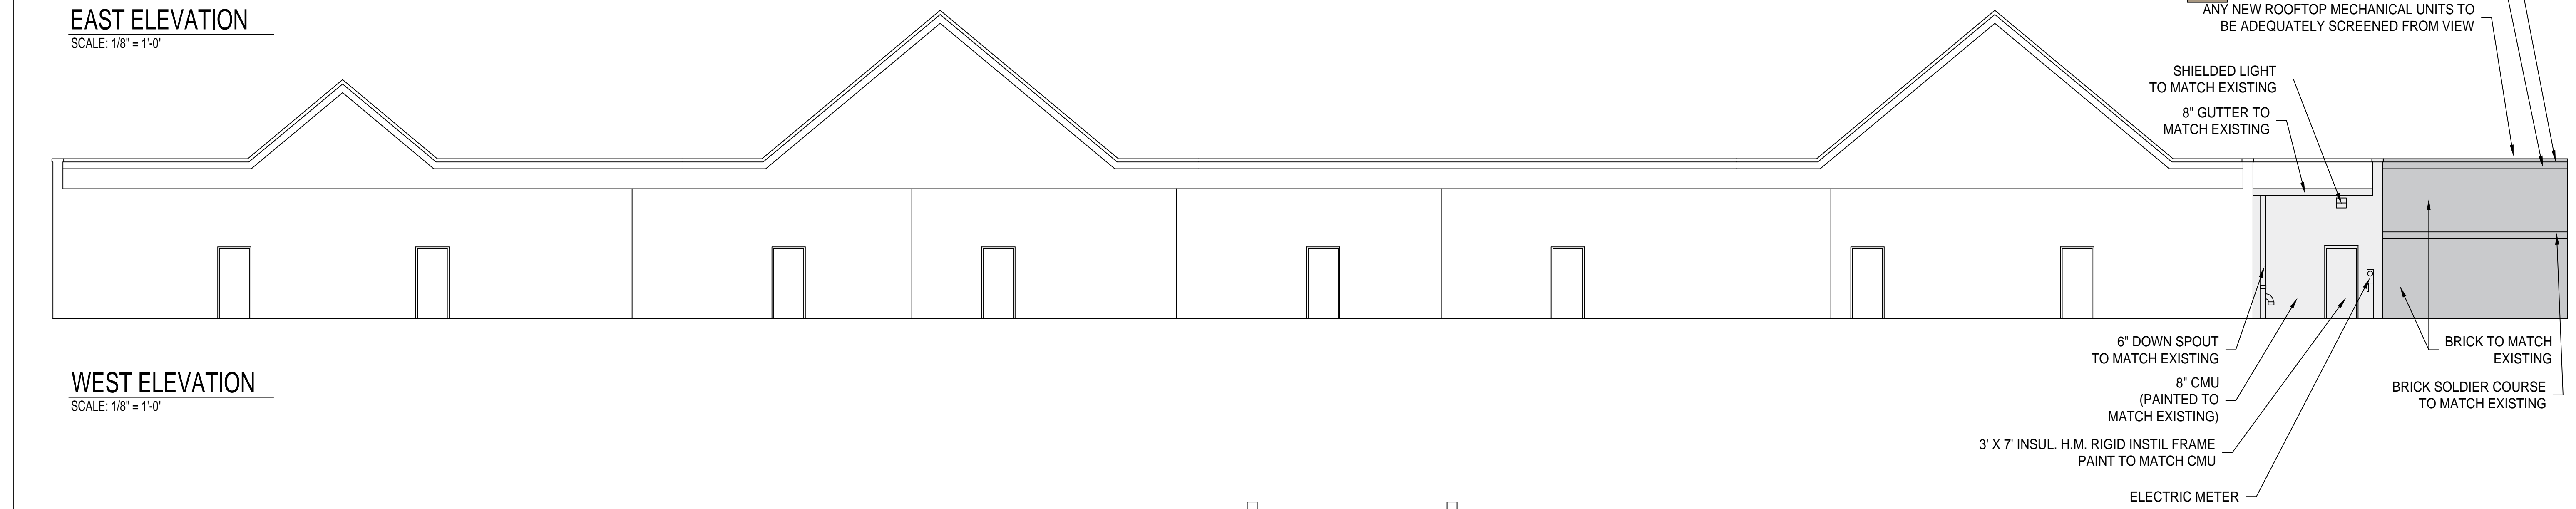 EAST ELEVATION
SCALE: 1/8" = 1'-0"
ANY NEW ROOFTOP MECHANICAL UNITS TO
BE ADEQUATELY SCREENED FROM VIEW
SHIELDED LIGHT
TO MATCH EXISTING
8" GUTTER TO
MATCH EXISTING
6" DOWN SPOUT
TO MATCH EXISTING
8" CMU
(PAINTED TO
MATCH EXISTING)
3' X 7' INSUL. H.M. RIGID INSTIL FRAME
PAINT TO MATCH CMU
ELECTRIC METER
BRICK TO MATCH
EXISTING
BRICK SOLDIER COURSE
TO MATCH EXISTING
WEST ELEVATION
SCALE: 1/8" = 1'-0"